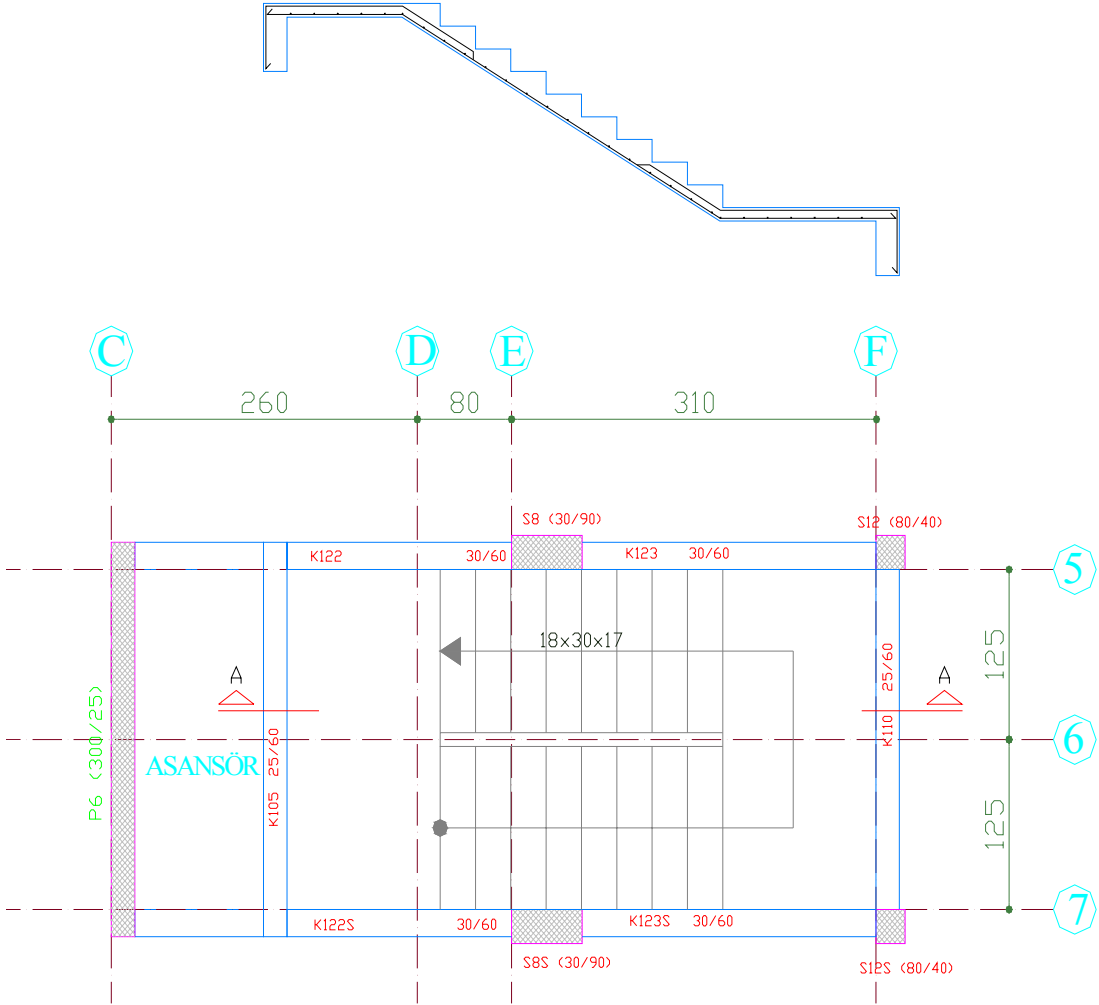 C D E F
260 80 310
S8 (30/90) S12 (80/40)
K122 30/60 K123 30/60
5
18x30x17
125
A A
K110 25/60
P6 (300/25)
K105 25/60
ASANSÖR
6
125
7
K122S 30/60 K123S 30/60
S8S (30/90) S12S (80/40)